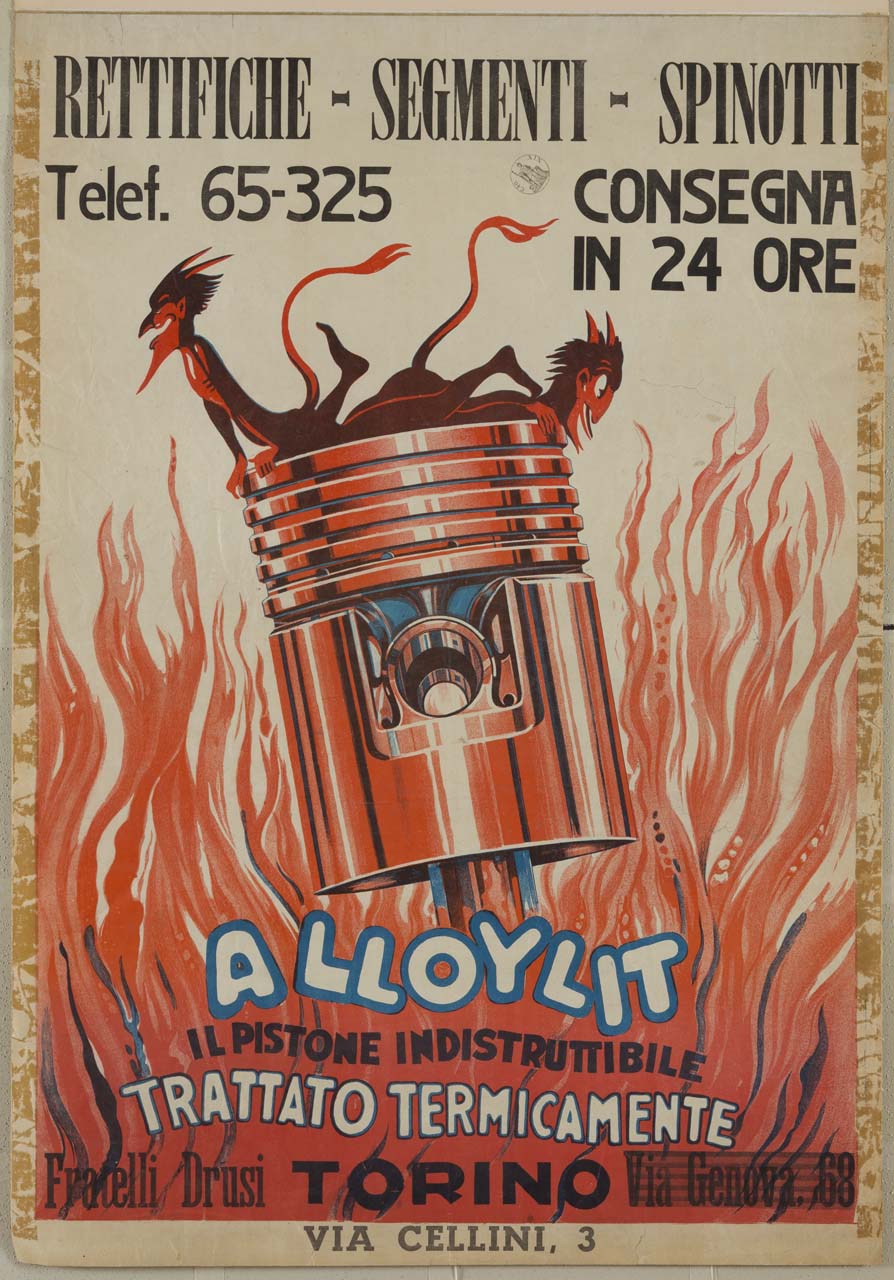 RETTIFICHE - SEGMENTI - SPINOTTI
Telef. 65-325
CONSEGNA
IN 24 ORE
ALLOYLIT
IL PISTONE INDISTRUTTIBILE
TRATTATO TERMICAMENTE
Fratelli Drusi TORINO Via Genova, 68
VIA CELLINI, 3